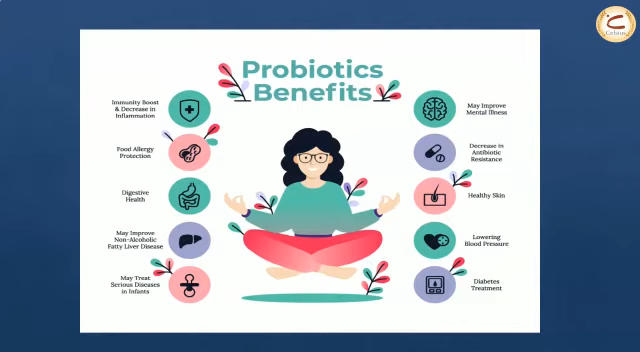 Celsius
Probiotics
Benefits
Immunity Boost
& Decrease in
Inflammation
Food Allergy
Protection
Digestive
Health
May Improve
Non-Alcoholic
Fatty Liver Disease
May Treat
Serious Diseases
in Infants
May Improve
Mental Illness
Decrease in
Antibiotic
Resistance
Healthy Skin
Lowering
Blood Pressure
Diabetes
Treatment